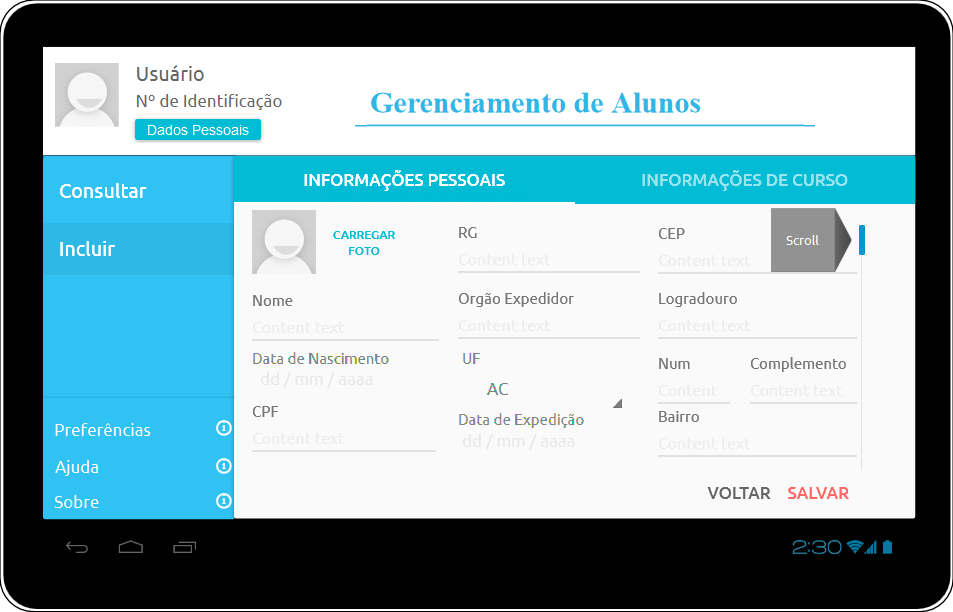 Usuário
Nº de Identificação
Dados Pessoais
Gerenciamento de Alunos
Consultar
Incluir
Preferências
Ajuda
Sobre
INFORMAÇÕES PESSOAIS
INFORMAÇÕES DE CURSO
CARREGAR
FOTO
Nome
Content text
Data de Nascimento
dd / mm / aaaa
CPF
Content text
RG
Content text
Orgão Expedidor
Content text
UF
AC
Data de Expedição
dd / mm / aaaa
CEP
Content text
Scroll
Logradouro
Content text
Num
Content
Complemento
Content text
Bairro
Content text
VOLTAR
SALVAR
2:30